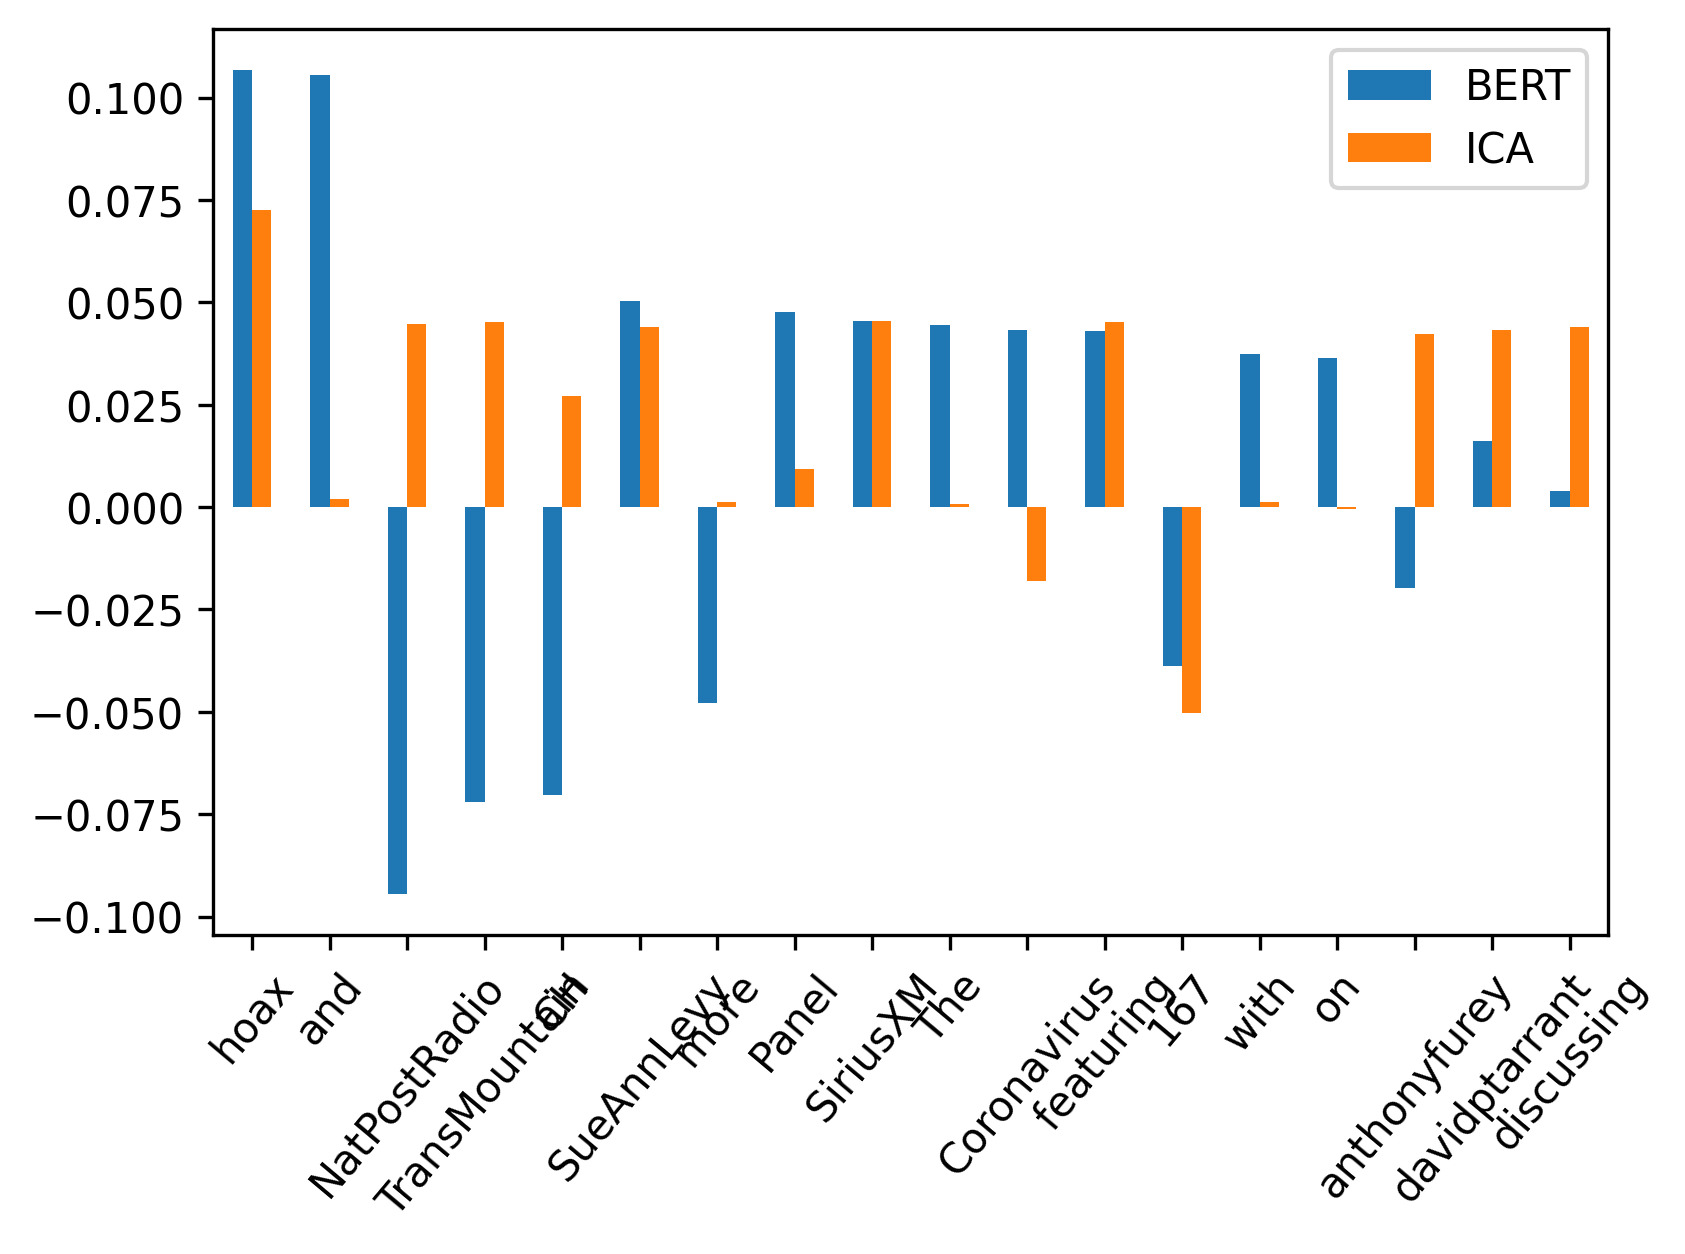 0.100
0.075
0.050
0.025
0.000
−0.025
−0.050
−0.075
−0.100
BERT
ICA
hoax
and
NatPostRadio
TransMountain
SueAnnLevy
more
Panel
SiriusXM
The
Coronavirus
featuring
167
with
on
anthonyfurey
davidptarrant
discussing